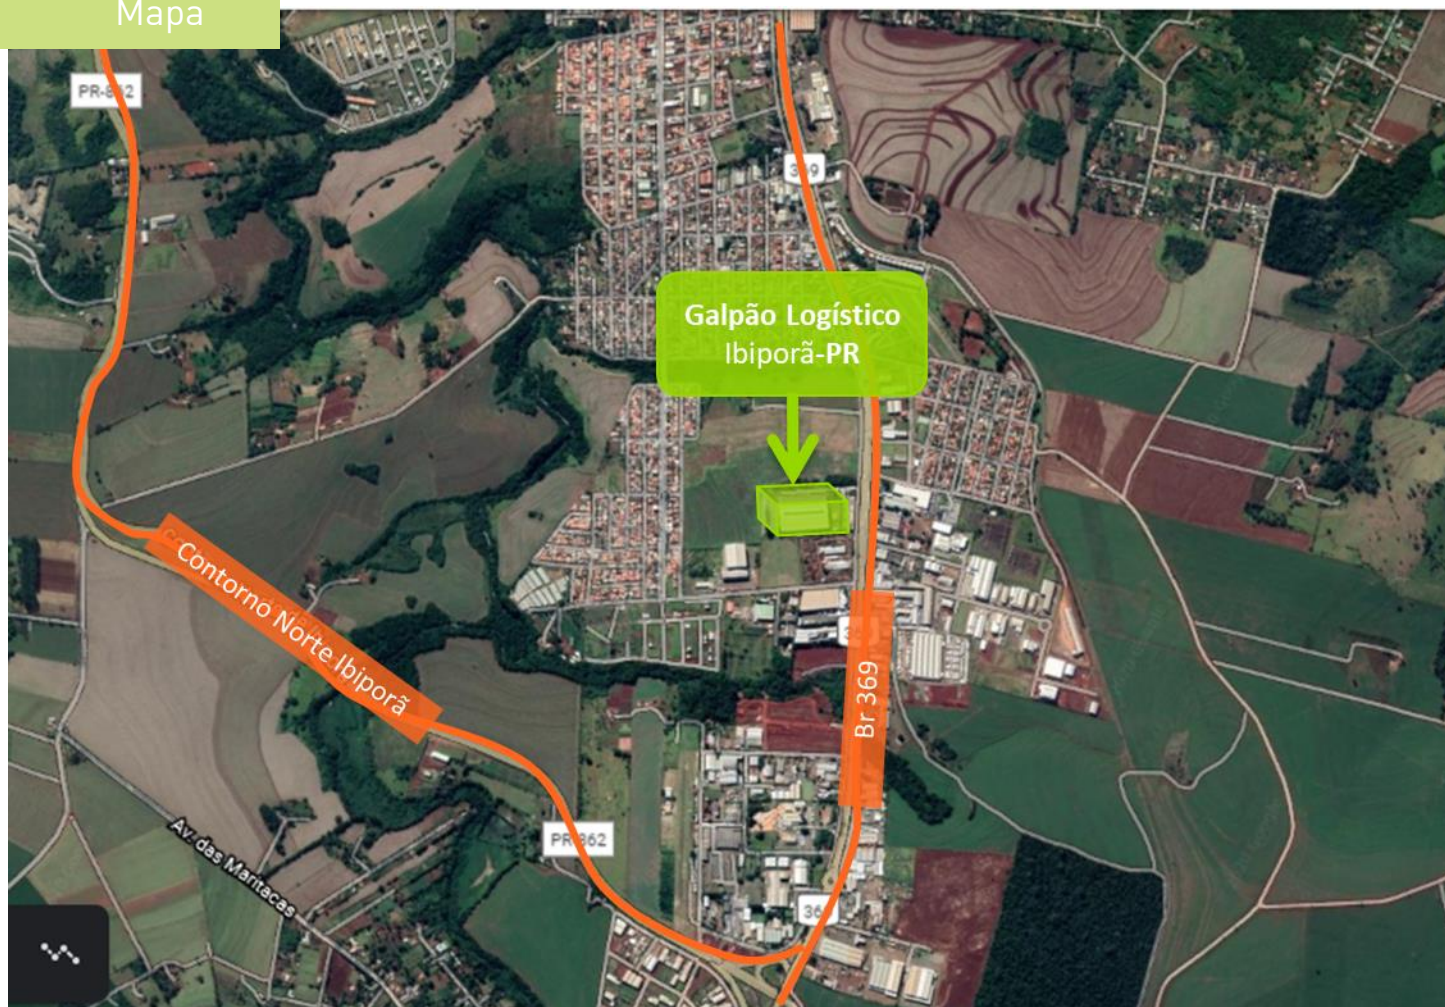 Mapa
PR-862
369
Galpão Logístico
Ibiporã-PR
Contorno Norte Ibiporã
Br 369
PR-862
Av. das Maritacas